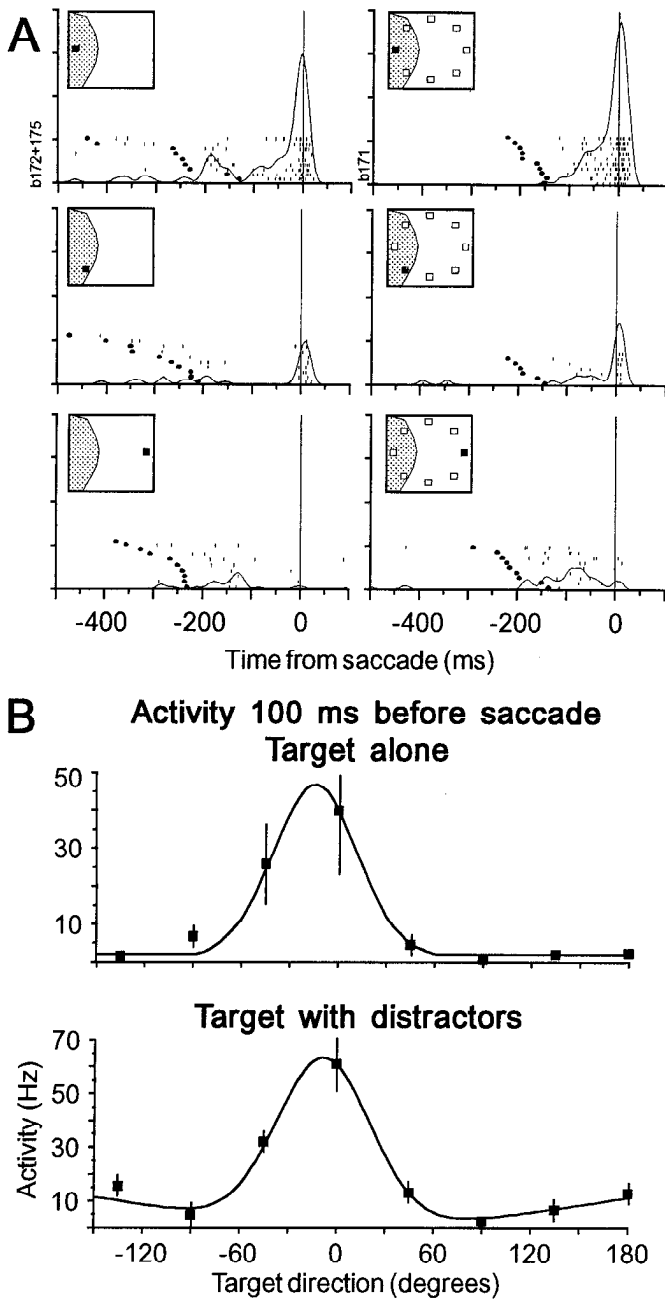 A
b172+175
b171
-400 -200 0 -400 -200 0
Time from saccade (ms)
B
Activity 100 ms before saccade
Target alone
50
30
10
Target with distractors
70
50
30
10
Activity (Hz)
-120 -60 0 60 120 180
Target direction (degrees)